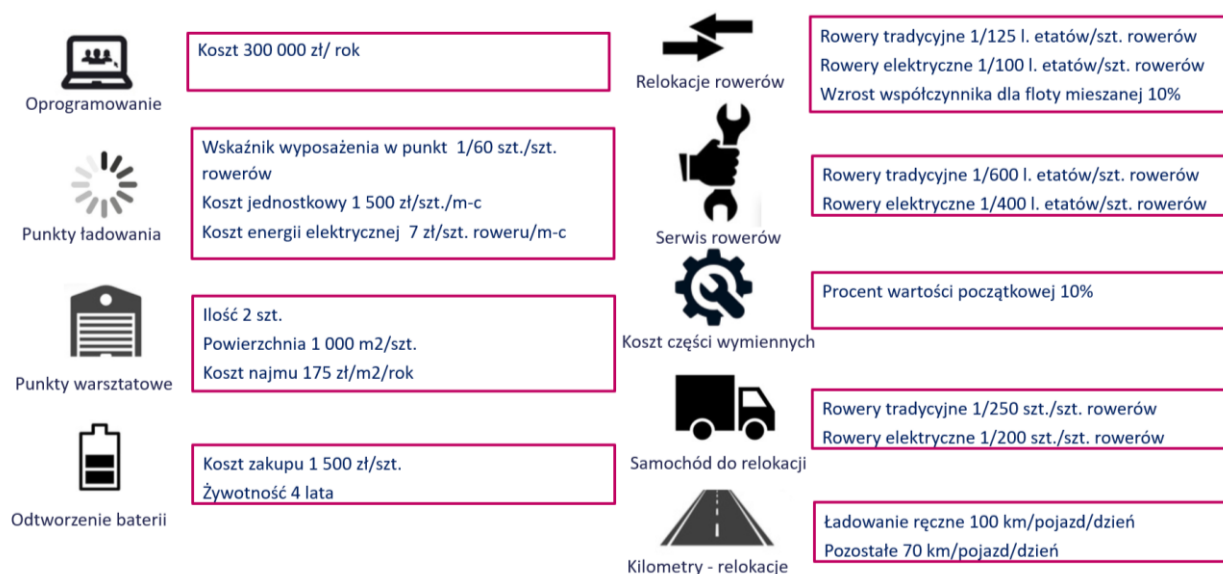 Oprogramowanie
Koszt 300 000 zł/ rok
Punkty ładowania
Wskaźnik wyposażenia w punkt 1/60 szt./szt.
rowerów
Koszt jednostkowy 1 500 zł/szt./m-c
Koszt energii elektrycznej 7 zł/szt. roweru/m-c
Punkty warsztatowe
Ilość 2 szt.
Powierzchnia 1 000 m2/szt.
Koszt najmu 175 zł/m2/rok
Odtworzenie baterii
Koszt zakupu 1 500 zł/szt.
Żywotność 4 lata
Relokacje rowerów
Rowery tradycyjne 1/125 l. etatów/szt. rowerów
Rowery elektryczne 1/100 l. etatów/szt. rowerów
Wzrost współczynnika dla floty mieszanej 10%
Serwis rowerów
Rowery tradycyjne 1/600 l. etatów/szt. rowerów
Rowery elektryczne 1/400 l. etatów/szt. rowerów
Koszt części wymiennych
Procent wartości początkowej 10%
Samochód do relokacji
Rowery tradycyjne 1/250 szt./szt. rowerów
Rowery elektryczne 1/200 szt./szt. rowerów
Kilometry - relokacje
Ładowanie ręczne 100 km/pojazd/dzień
Pozostałe 70 km/pojazd/dzień